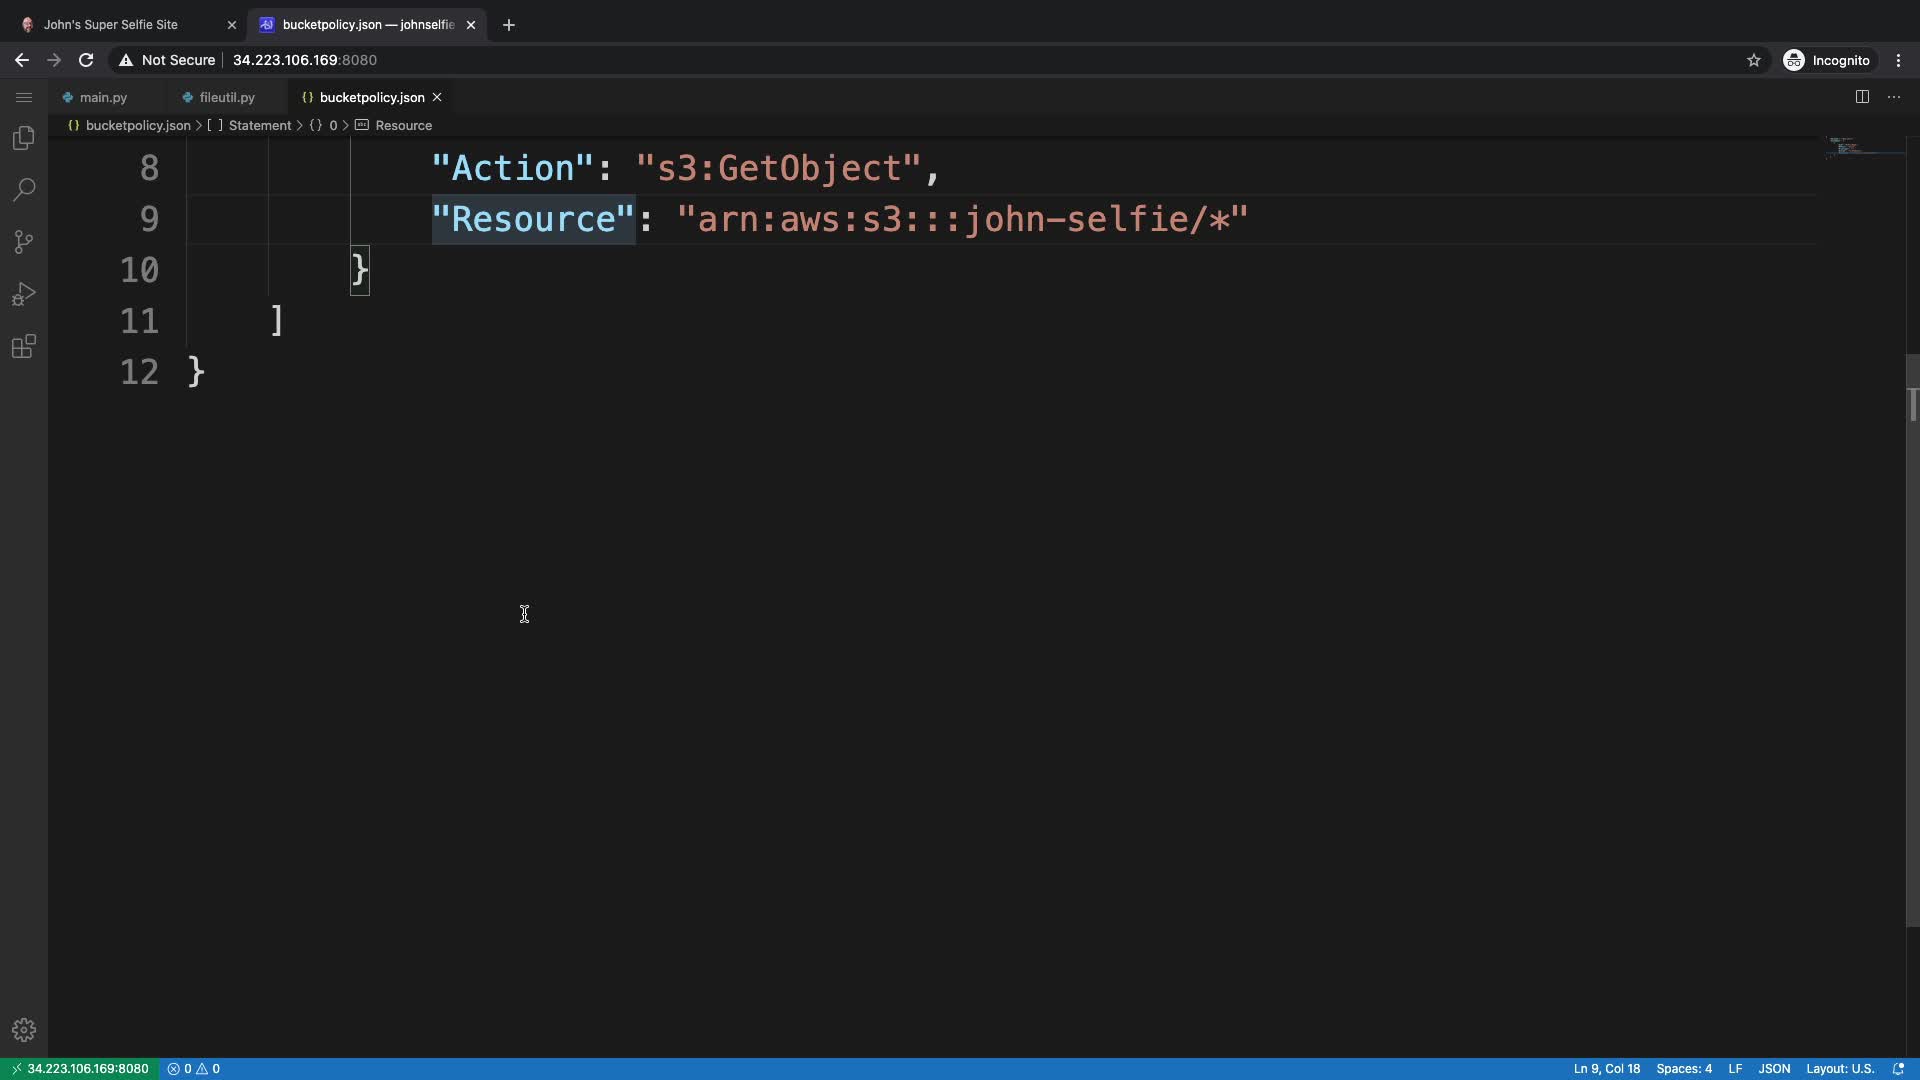 John's Super Selfie Site
bucketpolicy.json — johnselfie
Not Secure
34.223.106.169:8080
Incognito
main.py
fileutil.py
{} bucketpolicy.json
{} bucketpolicy.json > [ ] Statement > {} 0 > Resource
8 "Action": "s3:GetObject",
9 "Resource": "arn:aws:s3:::john-selfie/*"
10 }
11 ]
12 }
34.223.106.169:8080 0 0 Ln 9, Col 18 Spaces: 4 LF JSON Layout: U.S.